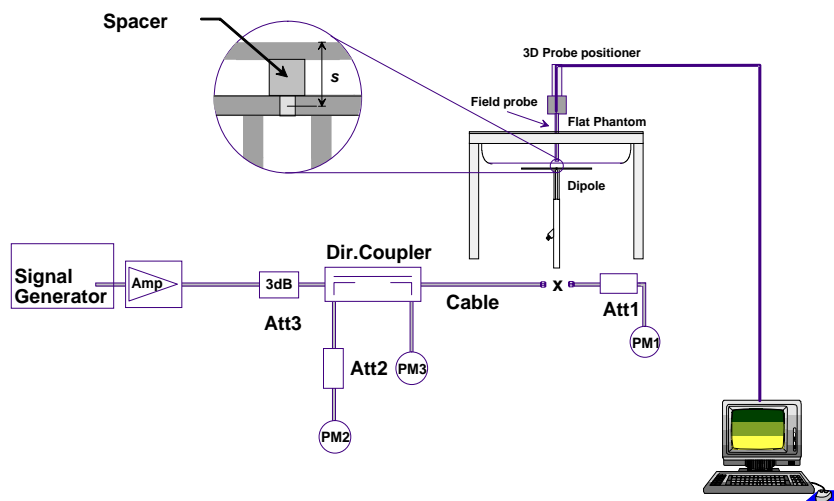 Spacer
s
3D Probe positioner
Field probe
Flat Phantom
Dipole
Signal
Generator
Amp
3dB
Att3
Dir.Coupler
Cable
x
Att1
PM1
Att2
PM3
PM2